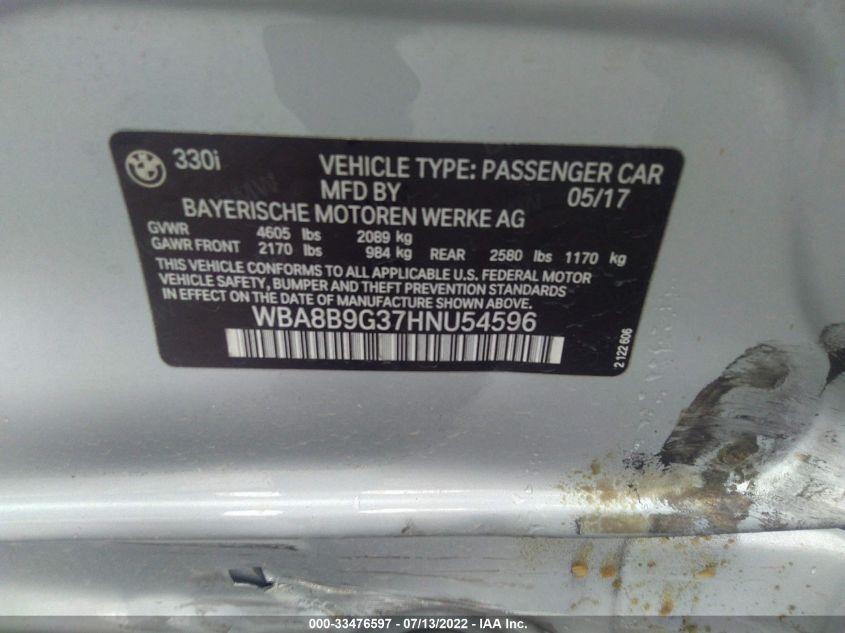 330i
VEHICLE TYPE: PASSENGER CAR
MFD BY 05/17
BAYERISCHE MOTOREN WERKE AG
GVWR 4605 lbs 2089 kg
GAWR FRONT 2170 lbs 984 kg REAR 2580 lbs 1170 kg
THIS VEHICLE CONFORMS TO ALL APPLICABLE U.S. FEDERAL MOTOR
VEHICLE SAFETY, BUMPER AND THEFT PREVENTION STANDARDS
IN EFFECT ON THE DATE OF MANUFACTURE SHOWN ABOVE.
WBA8B9G37HNU54596
2 122 606
000-33476597 - 07/13/2022 - IAA Inc.